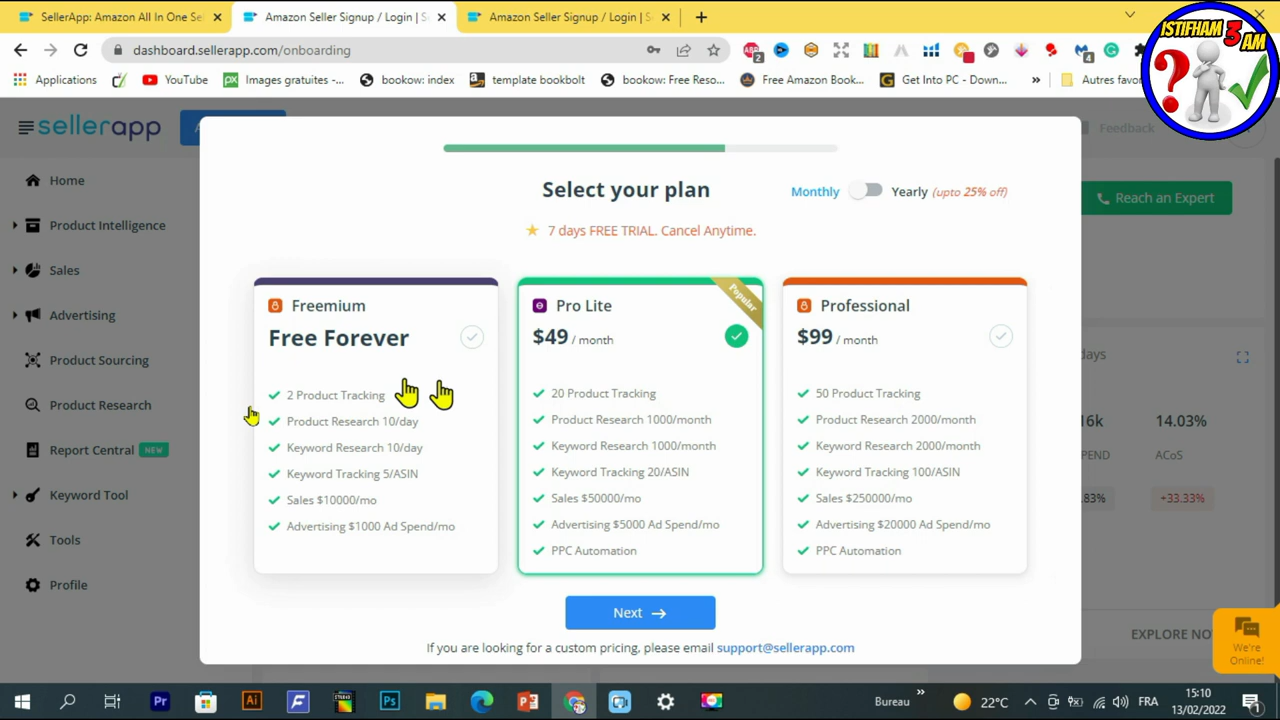 SellerApp: Amazon All In One Sell
Amazon Seller Signup / Login | S
Amazon Seller Signup / Login | S
dashboard.sellerapp.com/onboarding
Applications
YouTube
Images gratuites -...
bookow: index
template bookbolt
bookow: Free Reso...
Free Amazon Book...
Get Into PC - Down...
»
Autres favor
ISTIFHAM 3
AM
sellerapp
Feedback
Home
Product Intelligence
Sales
Advertising
Product Sourcing
Product Research
Report Central NEW
Keyword Tool
Tools
Profile
Reach an Expert
Select your plan
Monthly
Yearly (upto 25% off)
7 days FREE TRIAL. Cancel Anytime.
Freemium
Free Forever
2 Product Tracking
Product Research 10/day
Keyword Research 10/day
Keyword Tracking 5/ASIN
Sales $10000/mo
Advertising $1000 Ad Spend/mo
Popular
Pro Lite
$49 / month
20 Product Tracking
Product Research 1000/month
Keyword Research 1000/month
Keyword Tracking 20/ASIN
Sales $50000/mo
Advertising $5000 Ad Spend/mo
PPC Automation
Professional
$99 / month
50 Product Tracking
Product Research 2000/month
Keyword Research 2000/month
Keyword Tracking 100/ASIN
Sales $250000/mo
Advertising $20000 Ad Spend/mo
PPC Automation
Next
If you are looking for a custom pricing, please email support@sellerapp.com
days
16k
14.03%
PEND
ACoS
.83%
+33.33%
EXPLORE NO
We're
Online!
Bureau
»
22°C
FRA
15:10
13/02/2022